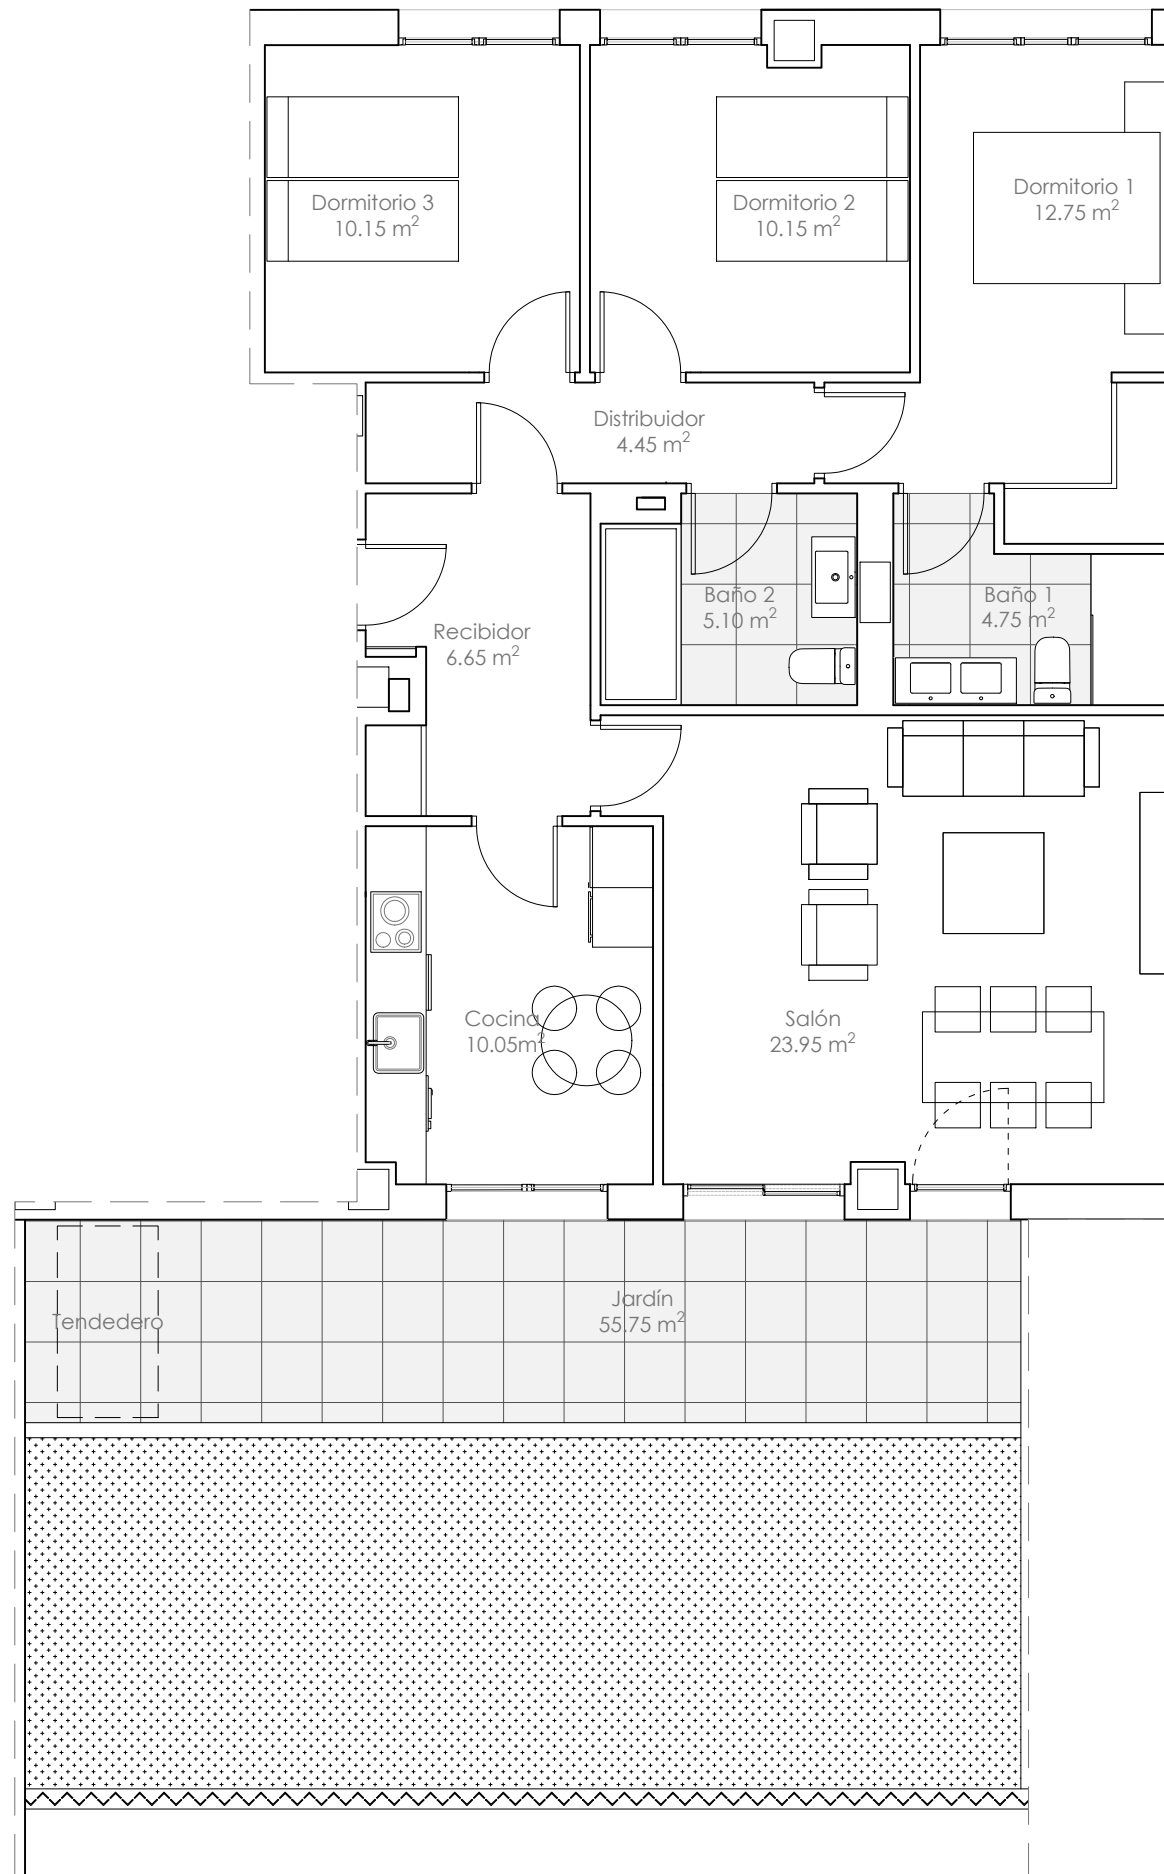 Dormitorio 3
10.15 m²
Dormitorio 2
10.15 m²
Dormitorio 1
12.75 m²
Distribuidor
4.45 m²
Baño 2
5.10 m²
Baño 1
4.75 m²
Recibidor
6.65 m²
Cocina
10.05m²
Salón
23.95 m²
Jardín
55.75 m²
Tendedero